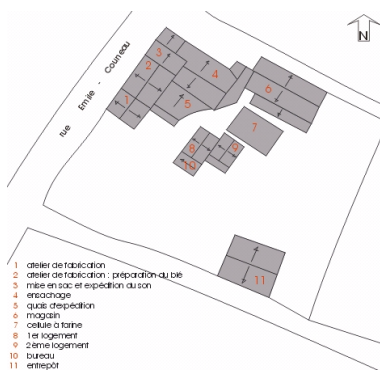 N
rue Emile - Couneau
3
2
4
1
5
6
7
8
9
10
11
1 atelier de fabrication
2 atelier de fabrication : préparation du blé
3 mise en sac et expédition du son
4 ensachage
5 quais d'expédition
6 magasin
7 cellule à farine
8 1er logement
9 2ème logement
10 bureau
11 entrepôt